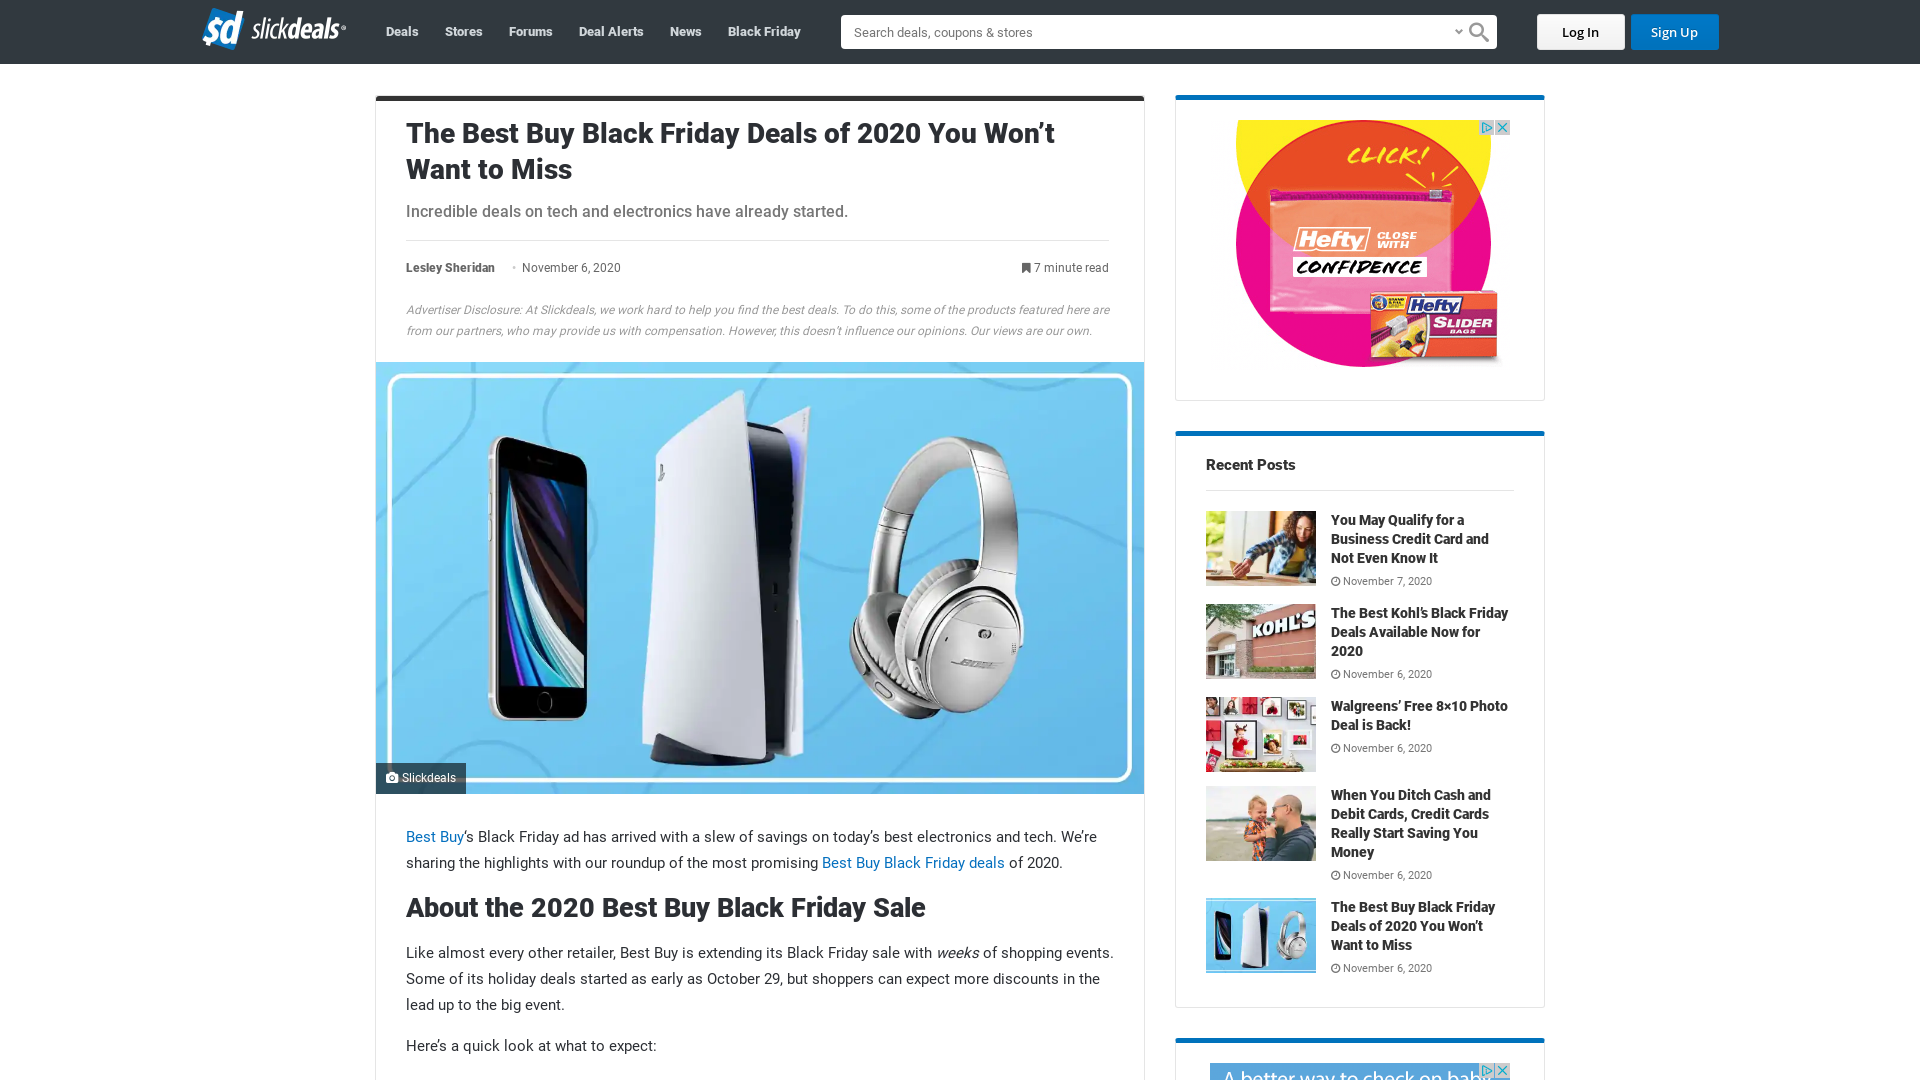 slickdeals
Deals
Stores
Forums
Deal Alerts
News
Black Friday
Search deals, coupons & stores
Log In
Sign Up
The Best Buy Black Friday Deals of 2020 You Won’t
Want to Miss
Incredible deals on tech and electronics have already started.
Lesley Sheridan
November 6, 2020
7 minute read
Advertiser Disclosure: At Slickdeals, we work hard to help you find the best deals. To do this, some of the products featured here are
from our partners, who may provide us with compensation. However, this doesn’t influence our opinions. Our views are our own.
BOSE
Slickdeals
Best Buy‘s Black Friday ad has arrived with a slew of savings on today’s best electronics and tech. We’re
sharing the highlights with our roundup of the most promising Best Buy Black Friday deals of 2020.
About the 2020 Best Buy Black Friday Sale
Like almost every other retailer, Best Buy is extending its Black Friday sale with weeks of shopping events.
Some of its holiday deals started as early as October 29, but shoppers can expect more discounts in the
lead up to the big event.
Here’s a quick look at what to expect:
CLICK!
Hefty CLOSE
WITH
CONFIDENCE
Hefty
SLIDER
BAGS
Recent Posts
You May Qualify for a
Business Credit Card and
Not Even Know It
November 7, 2020
KOHL'S
The Best Kohl’s Black Friday
Deals Available Now for
2020
November 6, 2020
Walgreens’ Free 8×10 Photo
Deal is Back!
November 6, 2020
When You Ditch Cash and
Debit Cards, Credit Cards
Really Start Saving You
Money
November 6, 2020
The Best Buy Black Friday
Deals of 2020 You Won’t
Want to Miss
November 6, 2020
A better way to check on baby